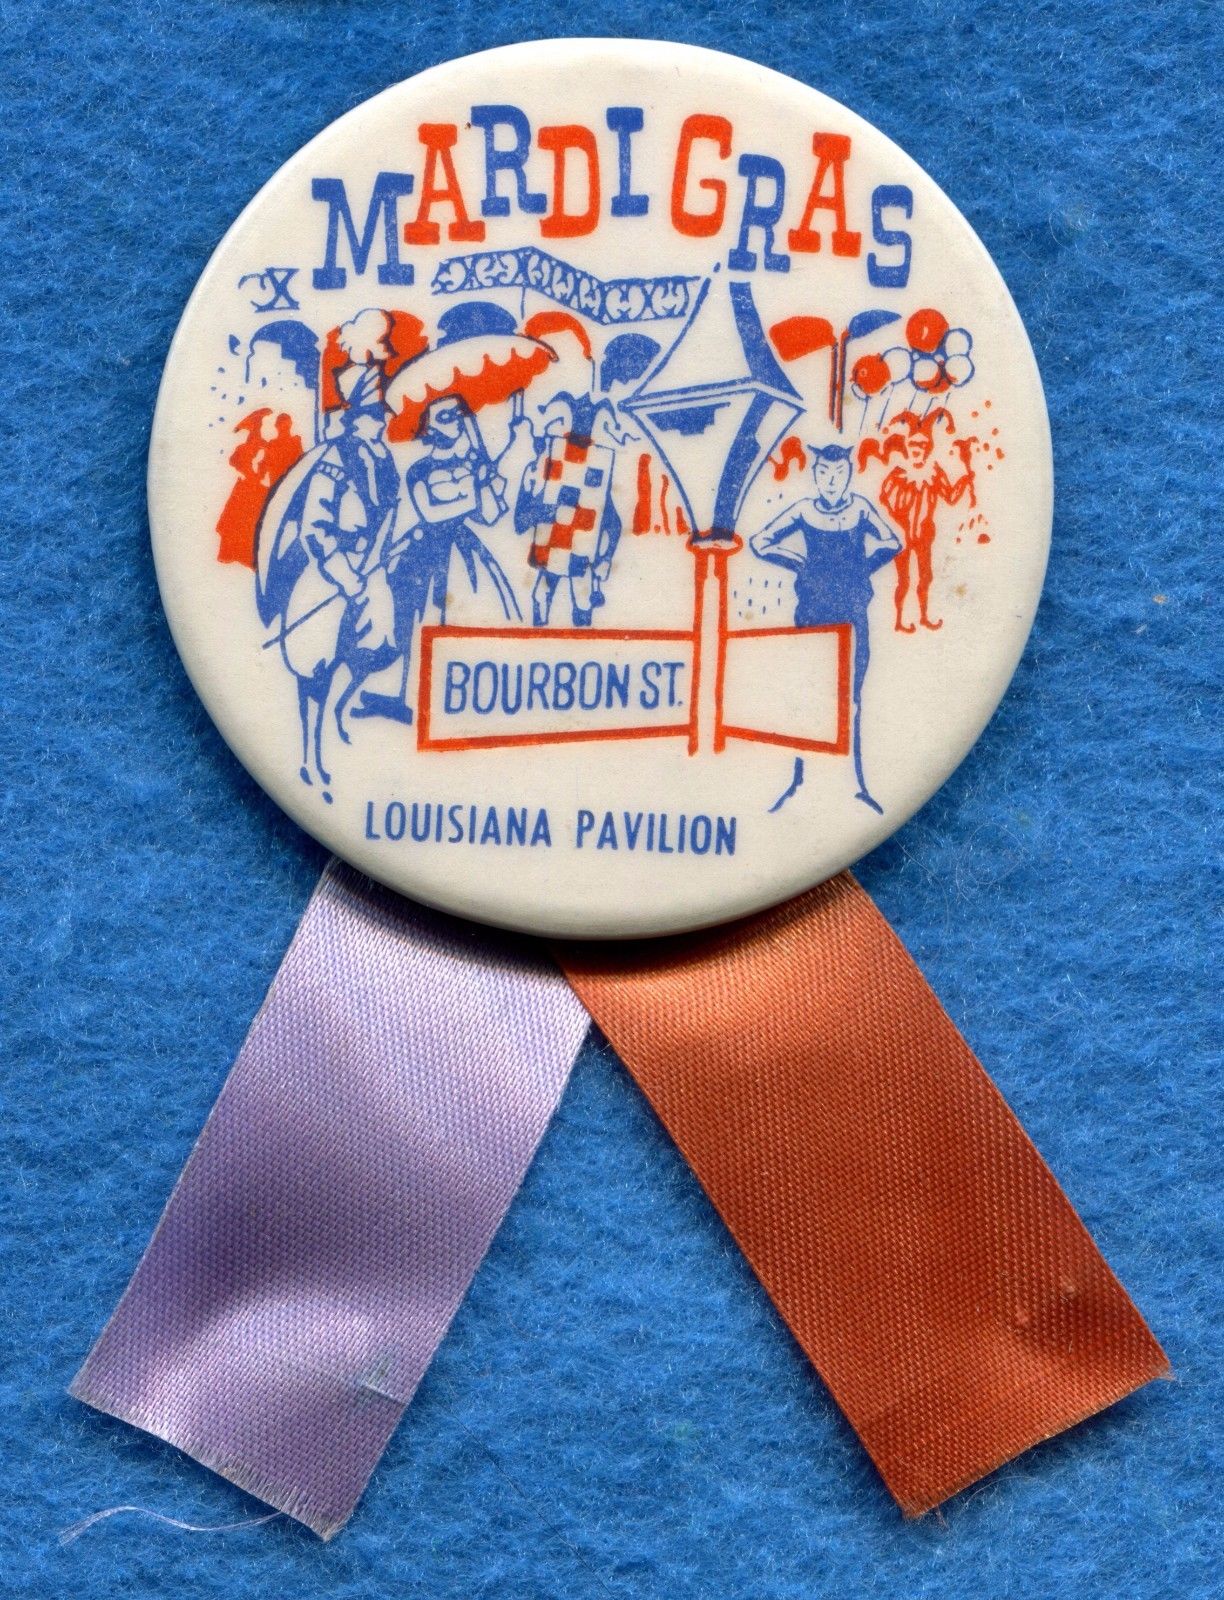 MARDI GRAS
BOURBON ST.
LOUISIANA PAVILION